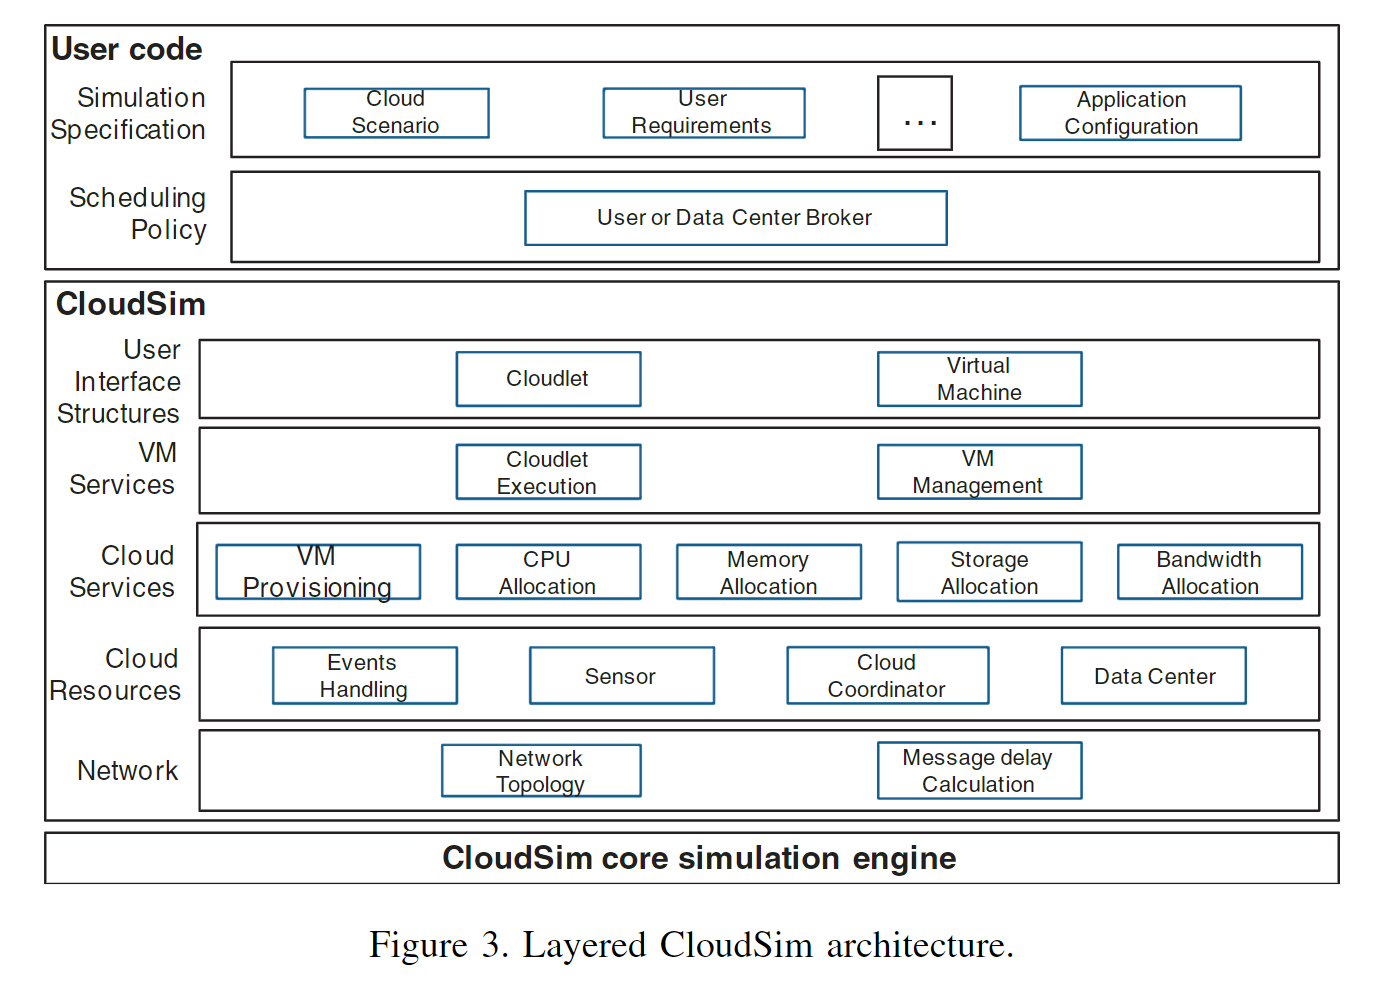 User code
Simulation
Specification
Cloud
Scenario
User
Requirements
...
Application
Configuration
Scheduling
Policy
User or Data Center Broker
CloudSim
User
Interface
Structures
Cloudlet
Virtual
Machine
VM
Services
Cloudlet
Execution
VM
Management
Cloud
Services
VM
Provisioning
CPU
Allocation
Memory
Allocation
Storage
Allocation
Bandwidth
Allocation
Cloud
Resources
Events
Handling
Sensor
Cloud
Coordinator
Data Center
Network
Network
Topology
Message delay
Calculation
CloudSim core simulation engine
Figure 3. Layered CloudSim architecture.